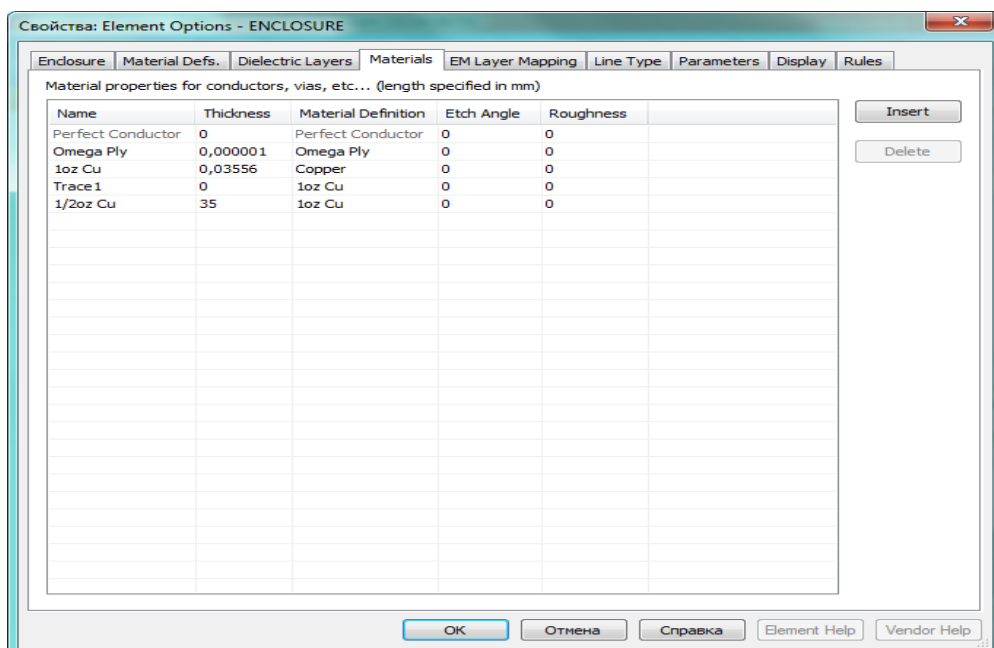 Свойства: Element Options - ENCLOSURE
Enclosure Material Defs. Dielectric Layers Materials EM Layer Mapping Line Type Parameters Display Rules
Material properties for conductors, vias, etc... (length specified in mm)
Name Thickness Material Definition Etch Angle Roughness
Perfect Conductor 0 Perfect Conductor 0 0
Omega Ply 0,000001 Omega Ply 0 0
1oz Cu 0,03556 Copper 0 0
Trace1 0 1oz Cu 0 0
1/2oz Cu 35 1oz Cu 0 0
Insert
Delete
OK Отмена Справка Element Help Vendor Help